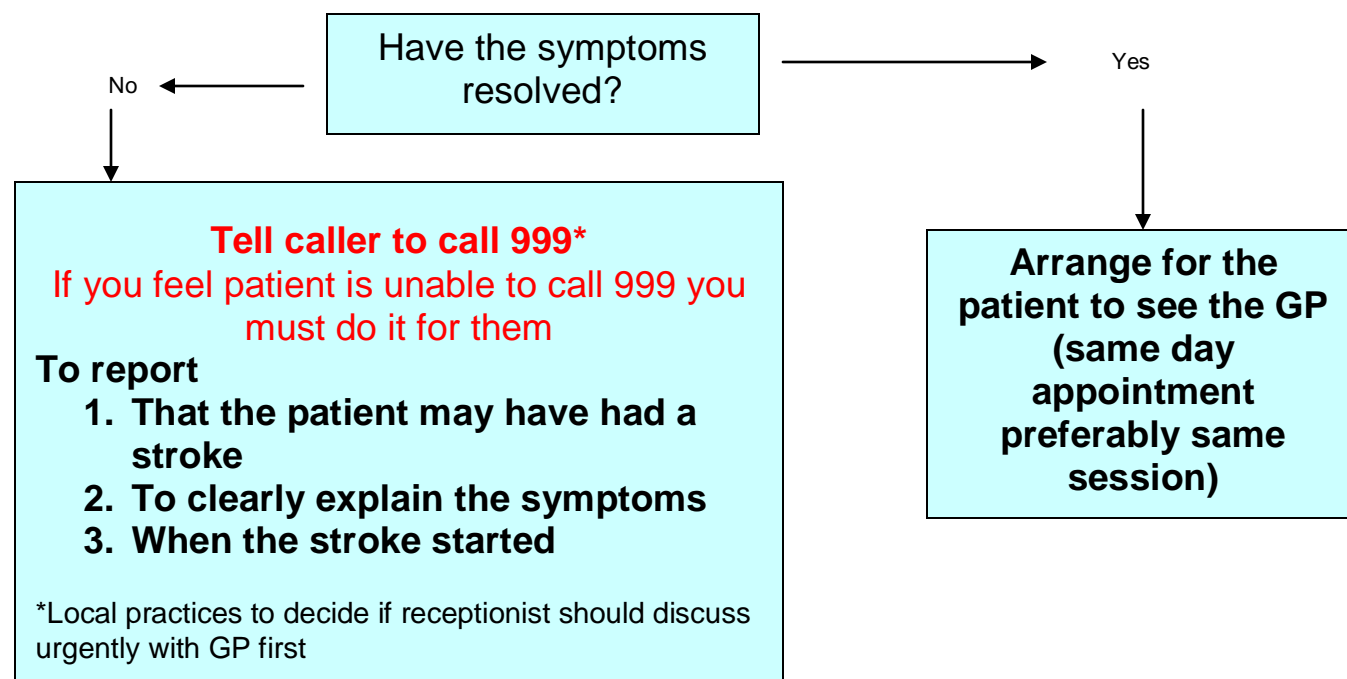 Have the symptoms
resolved?
No
Yes
Tell caller to call 999*
If you feel patient is unable to call 999 you
must do it for them
To report
1. That the patient may have had a
stroke
2. To clearly explain the symptoms
3. When the stroke started
*Local practices to decide if receptionist should discuss
urgently with GP first
Arrange for the
patient to see the GP
(same day
appointment
preferably same
session)